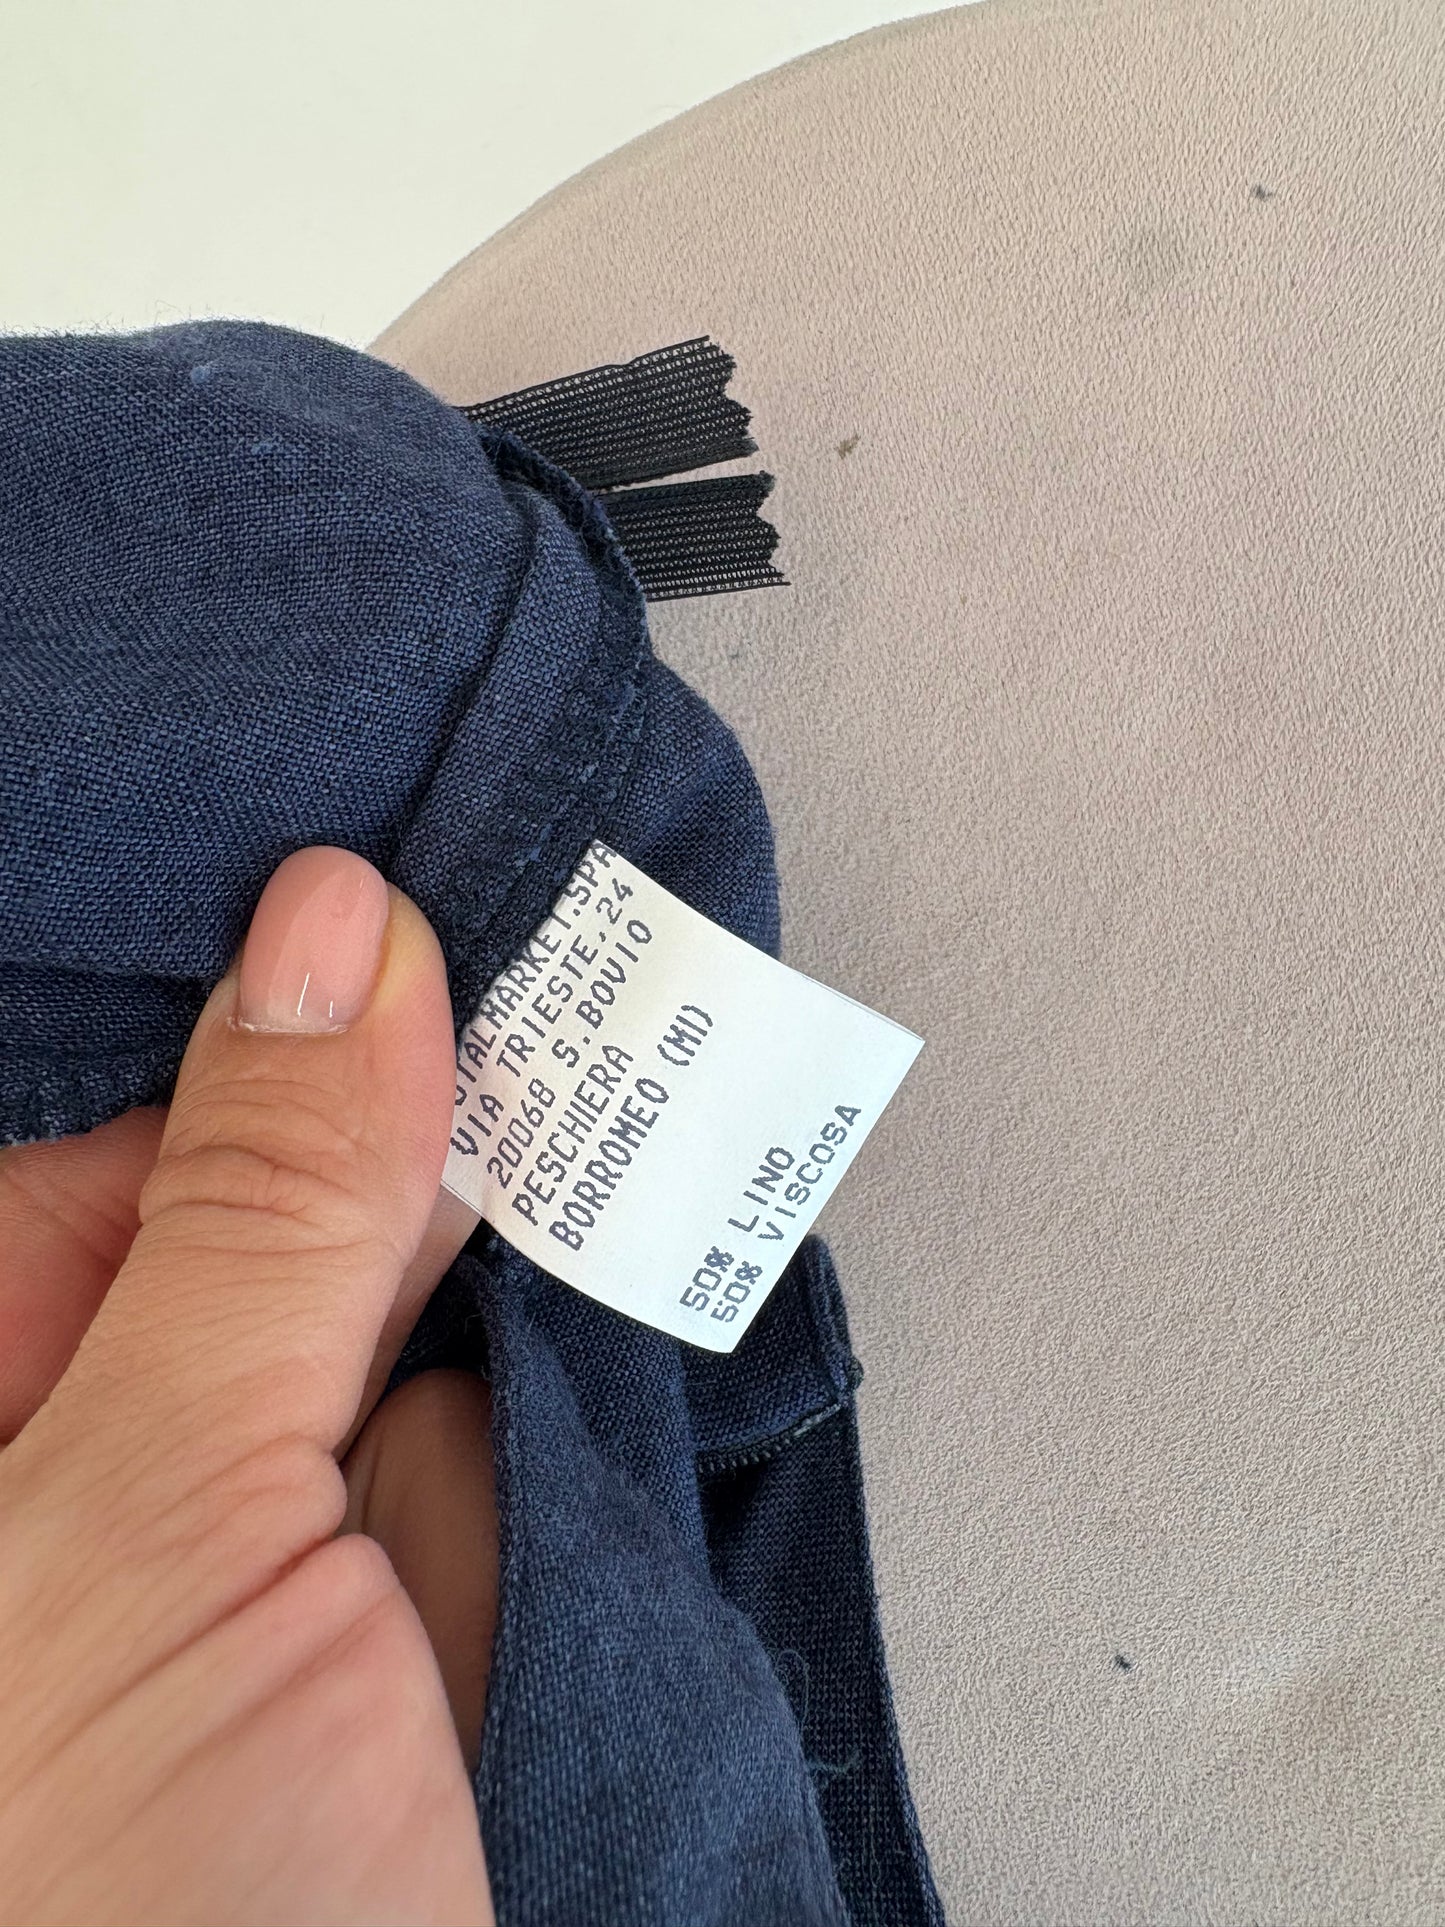 VIA TRIESTE,24
20068 S.BOVIO
PESCHIERA
BORROMEO (MI)
50% LINO
50% VISCOSA